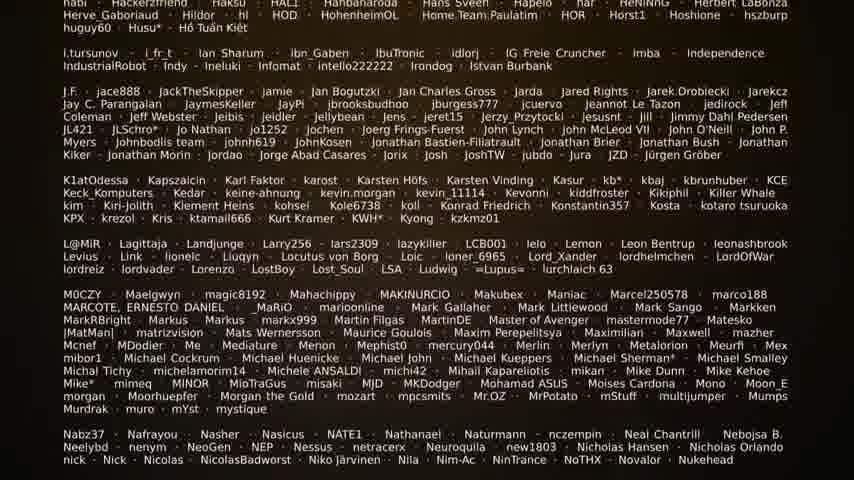 nabi · Hackerzfriend · Haksu · HAL1 · Hanbanaroda · Hans Sveen · Hapelo · har · HeNiNnG · Herbert LaBonza
Herve_Gaboriaud · Hildor · hl · HOD · HohenheimOL · Home Team Paulatim · HOR · Horst1 · Hoshione · hszburp
huguy60 · Husu* · Hồ Tuấn Kiệt
i.tursunov · i_fr_t · Ian Sharum · ibn_Gaben · IbuTronic · idlorj · IG Freie Cruncher · imba · Independence
IndustrialRobot · Indy · Ineluki · Infomat · intello222222 · Irondog · Istvan Burbank
J.F. · jace888 · JackTheSkipper · jamie · Jan Bogutzki · Jan Charles Gross · Jarda · Jared Rights · Jarek.Drobiecki · Jarekcz
Jay C. Parangalan · JaymesKeller · JayPi · jbrooksbudhoo · jburgess777 · jcuervo · Jeannot Le Tazon · jedirock · Jeff
Coleman · Jeff Webster · Jeibis · jeidler · Jellybean · Jens · jeret15 · Jerzy_Przytocki · jesusnt · Jill · Jimmy Dahl Pedersen
JL421 · JLSchro* · Jo Nathan · jo1252 · Jochen · Joerg Frings-Fuerst · John Lynch · john McLeod VII · John O'Neill · John P.
Myers · Johnbodlis team · johnh619 · JohnKosen · Jonathan Bastien-Filiatrault · Jonathan Brier · Jonathan Bush · Jonathan
Kiker · Jonathan Morin · Jordao · Jorge Abad Casares · Jorix · Josh · JoshTW · jubdo · Jura · JZD · Jürgen Gröber
K1atOdessa · Kapszaicin · Karl Faktor · karost · Karsten Höfs · Karsten Vinding · Kasur · kb* · kbaj · kbrunhuber · KCE
Keck_Komputers · Kedar · keine-ahnung · kevin.morgan · kevin_11114 · Kevonni · kiddfroster · Kikiphil · Killer Whale
kim · Kiri-Jolith · Klement Heins · kohsei · Kole6738 · koll · Konrad Friedrich · Konstantin357 · Kosta · kotaro tsuruoka
KPX · krezol · Kris · ktamail666 · Kurt Kramer · KWH* · Kyong · kzkmz01
L@MiR · Lagittaja · Landjunge · Larry256 · lars2309 · lazykiller · LCB001 · lelo · Lemon · Leon Bentrup · leonashbrook
Levius · Link · lionelc · Liuqyn · Locutus von Borg · Loic · loner_6965 · Lord_Xander · lordhelmchen · LordOfWar
lordreiz · lordvader · Lorenzo · LostBoy · Lost_Soul · LSA · Ludwig · =Lupus= · lurchlaich 63
M0CZY · Maelgwyn · magic8192 · Mahachippy · MAKINURCIO · Makubex · Maniac · Marcel250578 · marco188
MARCOTE, ERNESTO DANIEL · _MaRiO · marioonline · Mark Gallaher · Mark Littlewood · Mark Sango · Markken
MarkRBright · Markus · Markus · markx999 · Martin Filgas · MartinDE · Master of Avenger · mastermode77 · Matesko
|MatMan| · matrizvision · Mats Wernersson · Maurice Goulois · Maxim Perepelitsya · Maximilian · Maxwell · mazher
Mcnef · MDodier · Me · Mediature · Menon · Mephist0 · mercury044 · Merlin · Merlyn · Metalorion · Meurfi · Mex
mibor1 · Michael Cockrum · Michael Huenicke · Michael John · Michael Kueppers · Michael Sherman* · Michael Smalley
Michal Tichy · michelamorim14 · Michele ANSALDI · michi42 · Mihail Kapareliotis · mikan · Mike Dunn · Mike Kehoe
Mike* · mimeq · MINOR · MioTraGus · misaki · MJD · MKDodger · Mohamad ASUS · Moises Cardona · Mono · Moon_E
morgan · Moorhuepfer · Morgan the Gold · mozart · mpcsmits · Mr.OZ · MrPotato · mStuff · multijumper · Mumps
Murdrak · muro · mYst · mystique
Nabz37 · Nafrayou · Nasher · Nasicus · NATE1 · Nathanael · Naturmann · nczempin · Neal Chantrill · Nebojsa B.
Neelybd · nenym · NeoGen · NEP · Nessus · netracerx · Neuroquila · new1803 · Nicholas Hansen · Nicholas Orlando
nick · Nick · Nicolas · NicolasBadworst · Niko Järvinen · Nila · Nim-Ac · NinTrance · NoTHX · Novalor · Nukehead